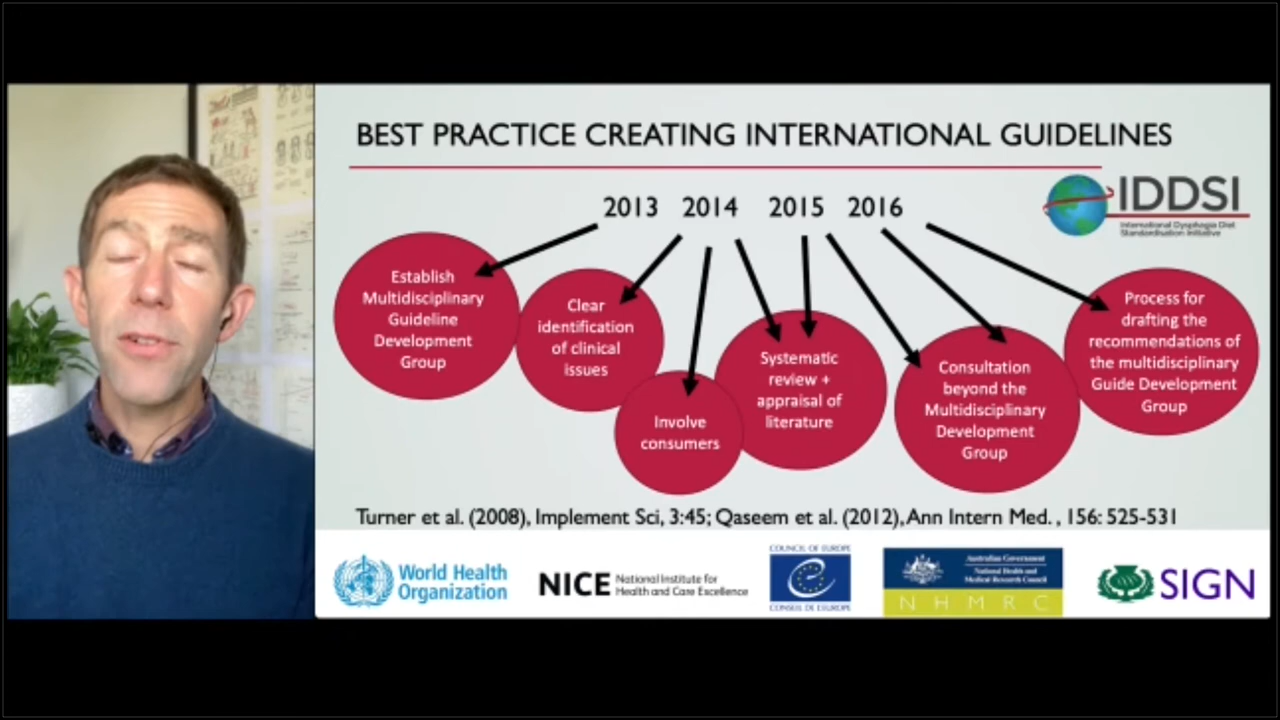 BEST PRACTICE CREATING INTERNATIONAL GUIDELINES
IDDSI
International Dysphagia Diet
Standardisation Initiative
2013 2014 2015 2016
Establish
Multidisciplinary
Guideline
Development
Group
Clear
identification
of clinical
issues
Involve
consumers
Systematic
review +
appraisal of
literature
Consultation
beyond the
Multidisciplinary
Development
Group
Process for
drafting the
recommendations of
the multidisciplinary
Guide Development
Group
Turner et al. (2008), Implement Sci, 3:45; Qaseem et al. (2012), Ann Intern Med. , 156: 525-531
World Health
Organization
NICE National Institute for
Health and Care Excellence
COUNCIL OF EUROPE
CONSEIL DE L'EUROPE
Australian Government
National Health and
Medical Research Council
N H M R C
SIGN